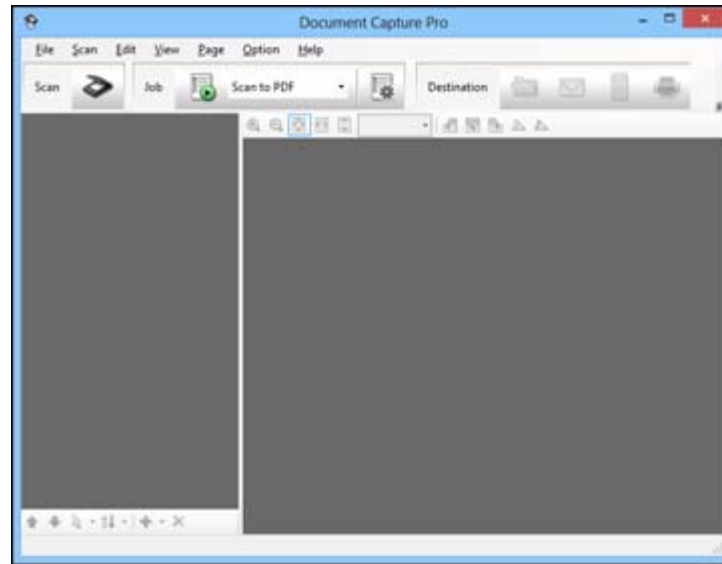 Document Capture Pro
File Scan Edit View Page Option Help
Scan Job Scan to PDF Destination